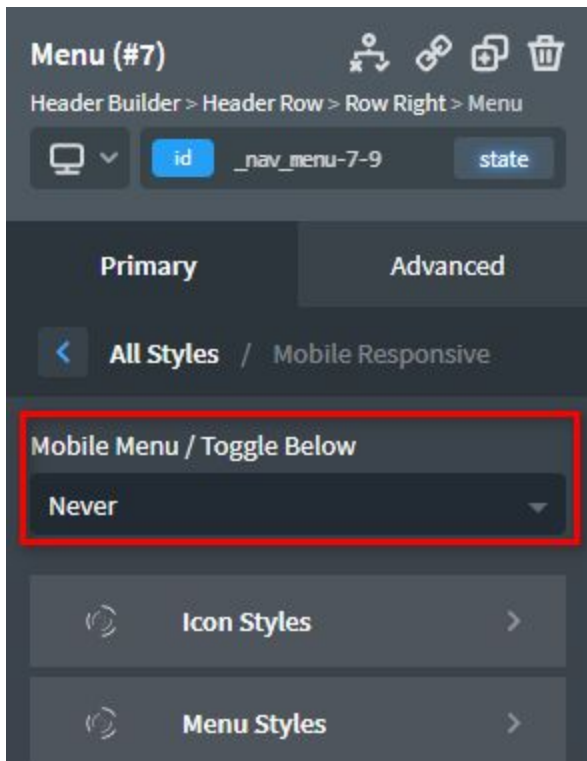 Menu (#7)
Header Builder > Header Row > Row Right > Menu
id _nav_menu-7-9 state
Primary Advanced
All Styles / Mobile Responsive
Mobile Menu / Toggle Below
Never
Icon Styles
Menu Styles